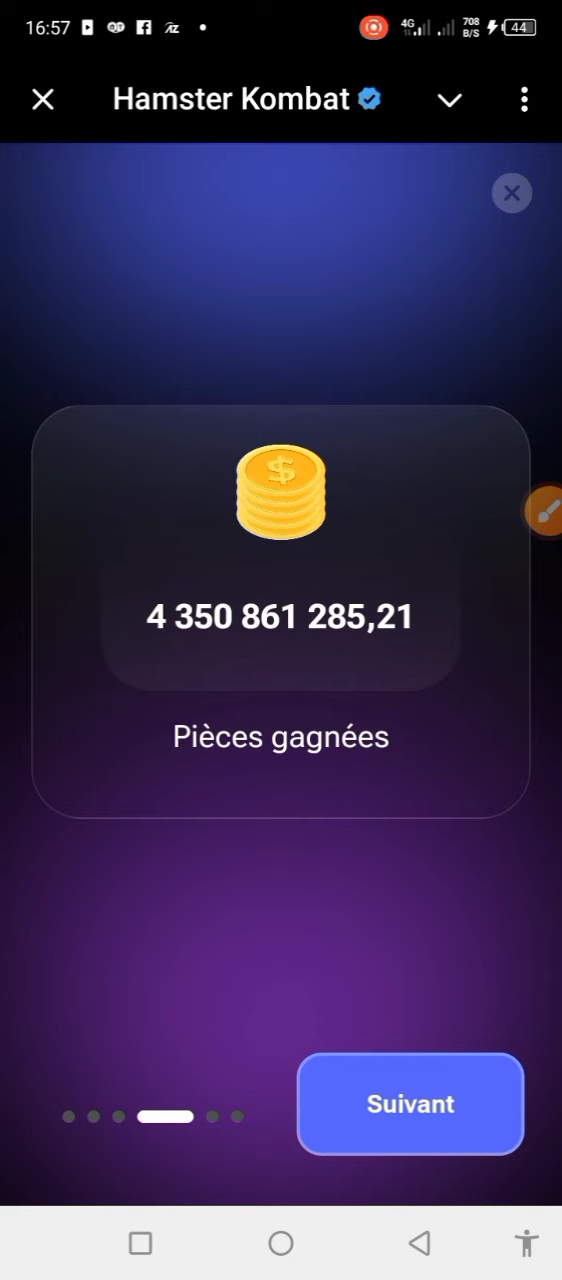 16:57 4G 708 B/S 44
Hamster Kombat
$
4 350 861 285,21
Pièces gagnées
Suivant